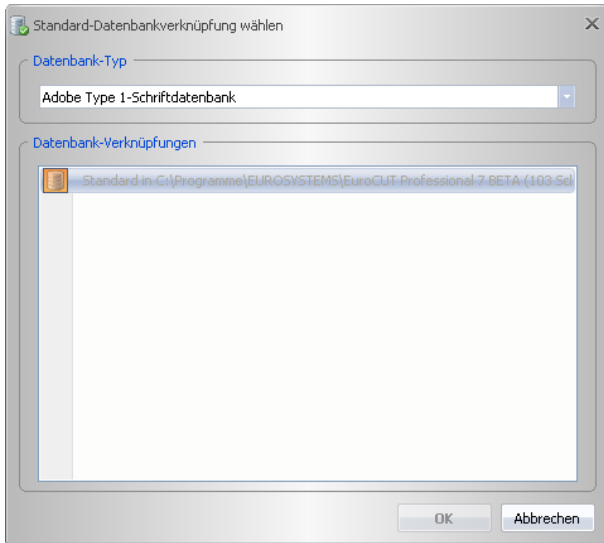 Standard-Datenbankverknüpfung wählen
Datenbank-Typ
Adobe Type 1-Schriftdatenbank
Datenbank-Verknüpfungen
Standard in C:\Programme\EUROSYSTEMS\EuroCUT Professional 7 BETA (103 Scl
OK
Abbrechen